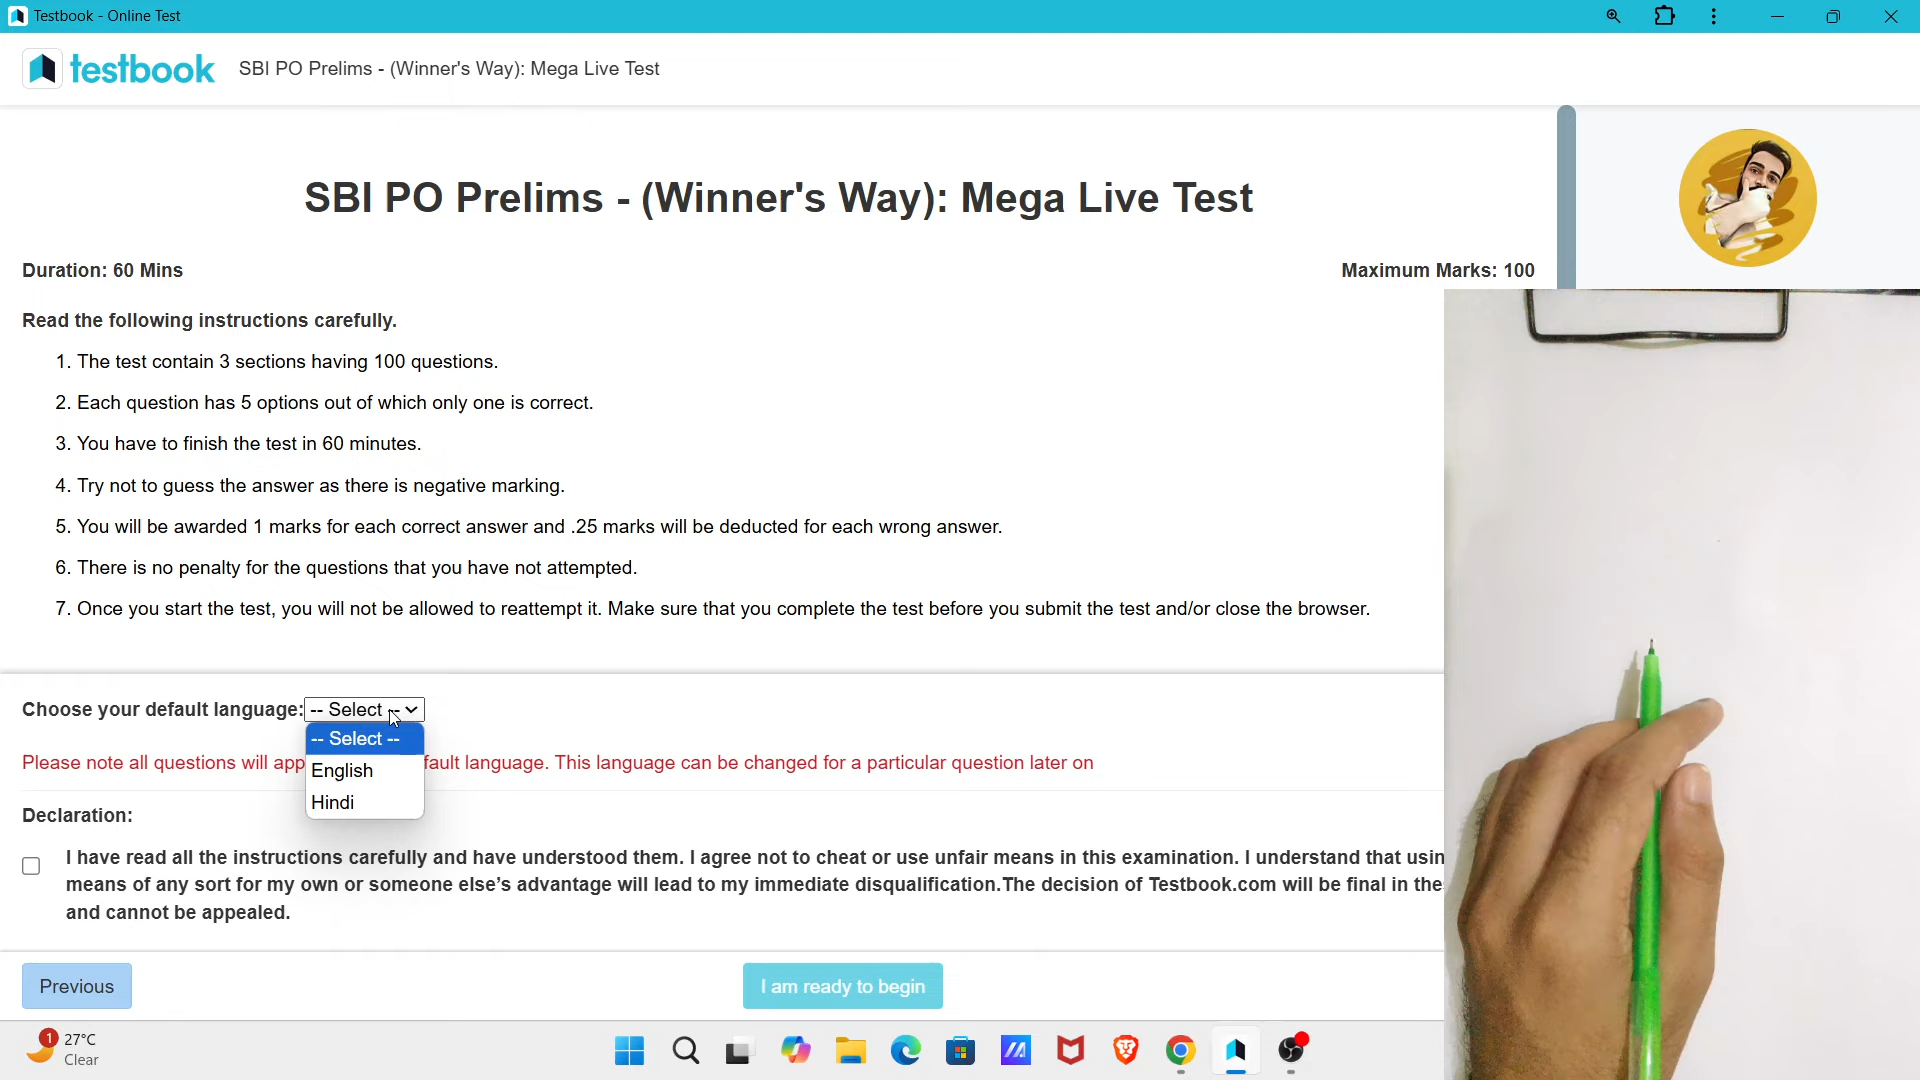 Testbook - Online Test
testbook
SBI PO Prelims - (Winner's Way): Mega Live Test
SBI PO Prelims - (Winner's Way): Mega Live Test
Duration: 60 Mins
Maximum Marks: 100
Read the following instructions carefully.
1. The test contain 3 sections having 100 questions.
2. Each question has 5 options out of which only one is correct.
3. You have to finish the test in 60 minutes.
4. Try not to guess the answer as there is negative marking.
5. You will be awarded 1 marks for each correct answer and .25 marks will be deducted for each wrong answer.
6. There is no penalty for the questions that you have not attempted.
7. Once you start the test, you will not be allowed to reattempt it. Make sure that you complete the test before you submit the test and/or close the browser.
Choose your default language: -- Select --
-- Select --
English
Hindi
Please note all questions will app fault language. This language can be changed for a particular question later on
Declaration:
I have read all the instructions carefully and have understood them. I agree not to cheat or use unfair means in this examination. I understand that usin
means of any sort for my own or someone else’s advantage will lead to my immediate disqualification.The decision of Testbook.com will be final in the
and cannot be appealed.
Previous
I am ready to begin
1
27°C
Clear